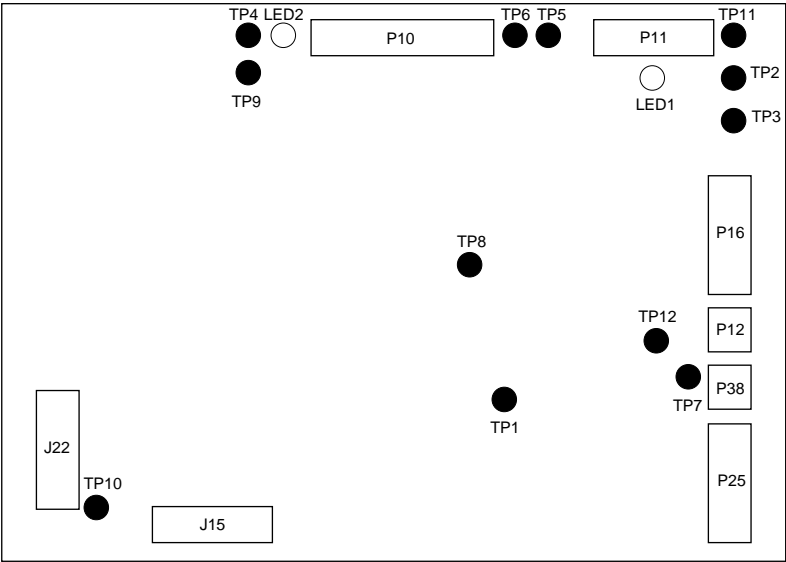 TP4 LED2 TP6 TP5 TP11
P10 P11
TP2
TP9 LED1
TP3
P16
TP8
TP12
P12
P38
TP7
TP1
J22
P25
TP10
J15